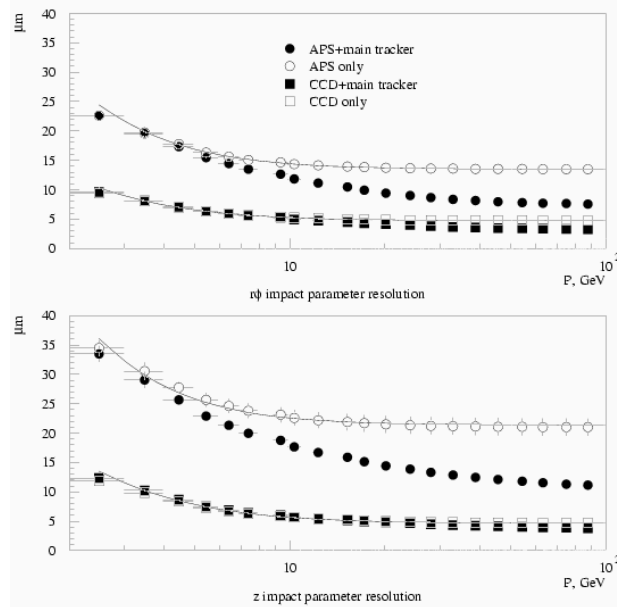 μm
40
35
30
25
20
15
10
5
0
APS+main tracker
APS only
CCD+main tracker
CCD only
10
10²
P, GeV
rϕ impact parameter resolution
μm
40
35
30
25
20
15
10
5
0
10
10²
P, GeV
z impact parameter resolution